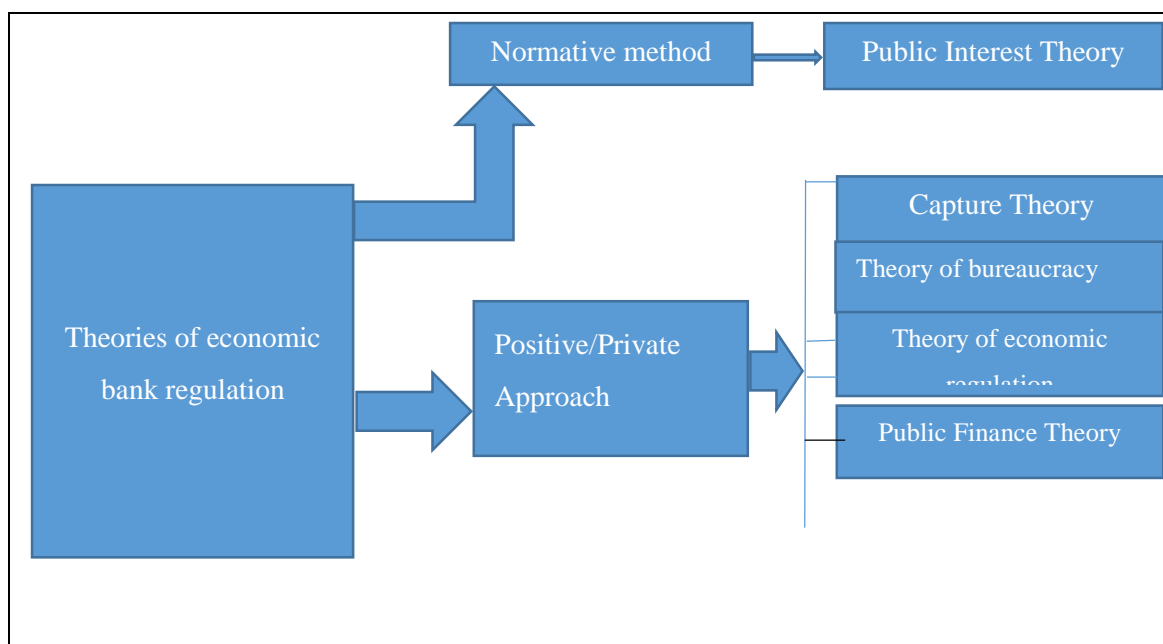 Normative method
Public Interest Theory
Theories of economic
bank regulation
Positive/Private
Approach
Capture Theory
Theory of bureaucracy
Theory of economic
regulation
Public Finance Theory